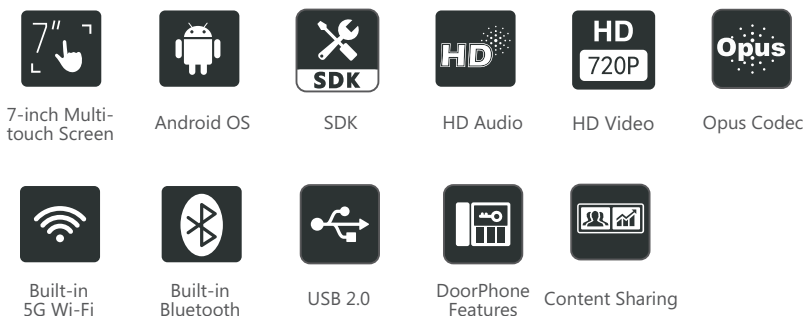 7"
SDK
HD
HD
720P
Opus
7-inch Multi-
touch Screen
Android OS
SDK
HD Audio
HD Video
Opus Codec
Built-in
5G Wi-Fi
Built-in
Bluetooth
USB 2.0
DoorPhone
Features
Content Sharing